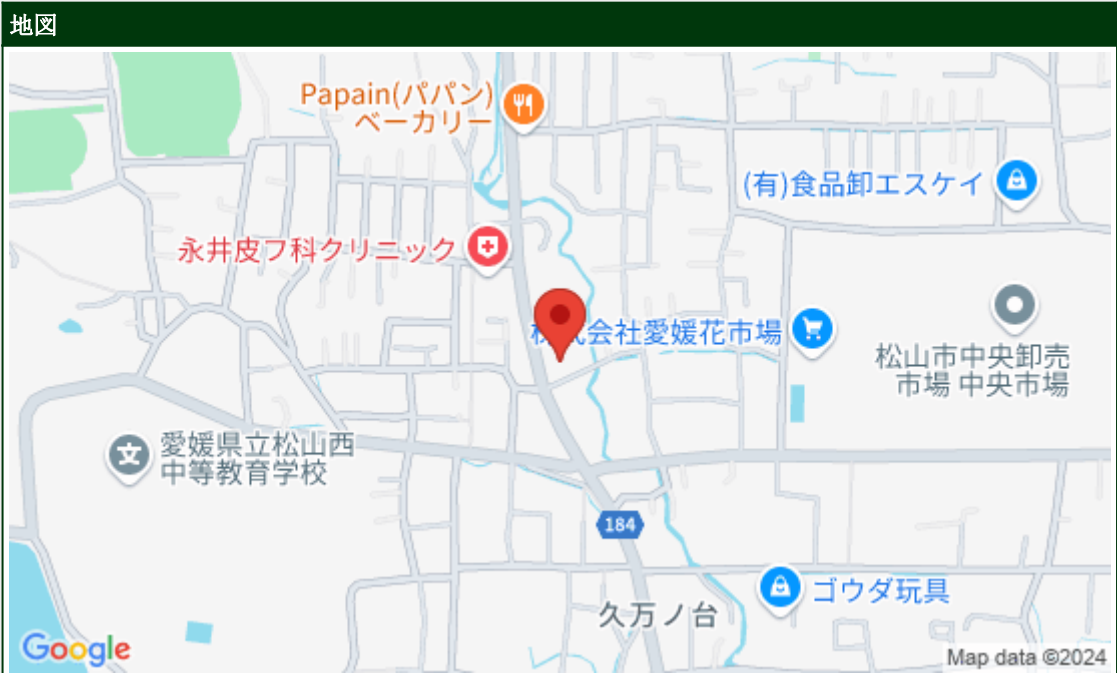 地図
Papain(パパン)
ベーカリー
(有)食品卸エスケイ
永井皮フ科クリニック
会社愛媛花市場
松山市中央卸売
市場 中央市場
愛媛県立松山西
中等教育学校
文
184
ゴウダ玩具
久万ノ台
Google
Map data ©2024